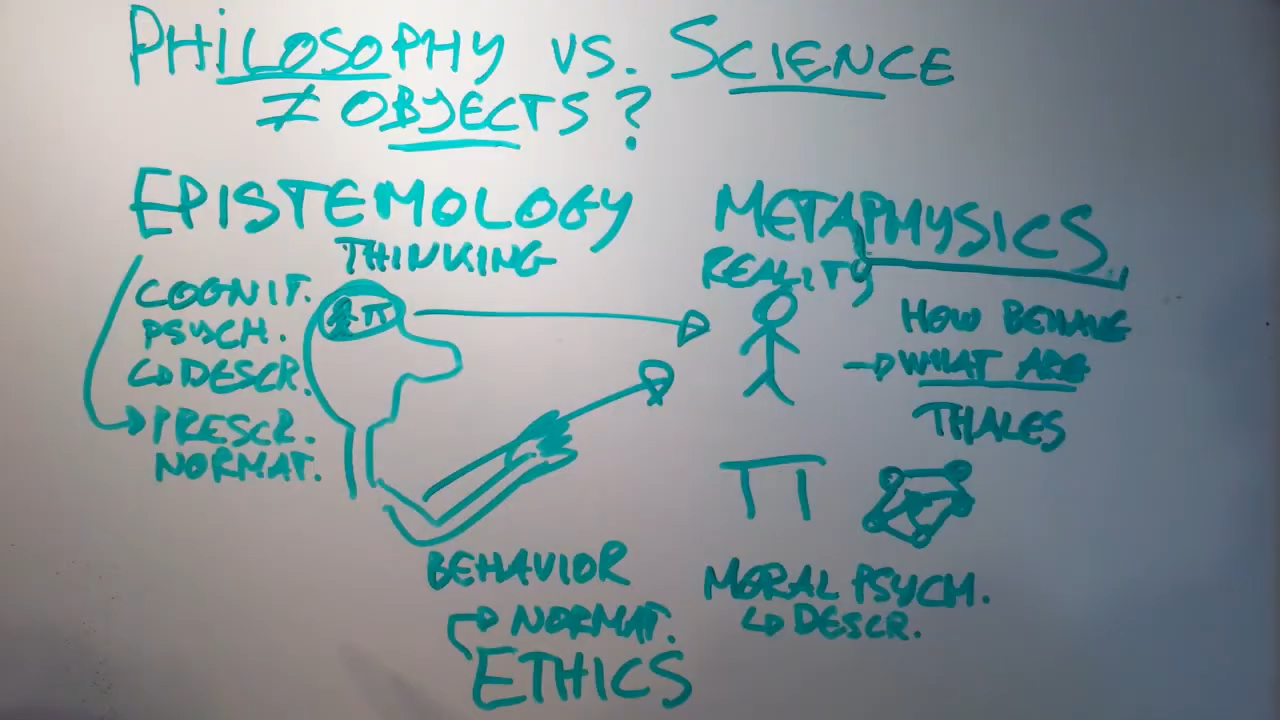 PHILOSOPHY VS. SCIENCE
≠ OBJECTS?
EPISTEMOLOGY
THINKING
COGNIT.
PSYCH.
↳ DESCR.
→ PRESCR.
NORMAT.
METAPHYSICS
REALITY
HOW BEHAVE
→ WHAT ARE
THALES
BEHAVIOR
→ NORMAT.
ETHICS
MORAL PSYCH.
↳ DESCR.